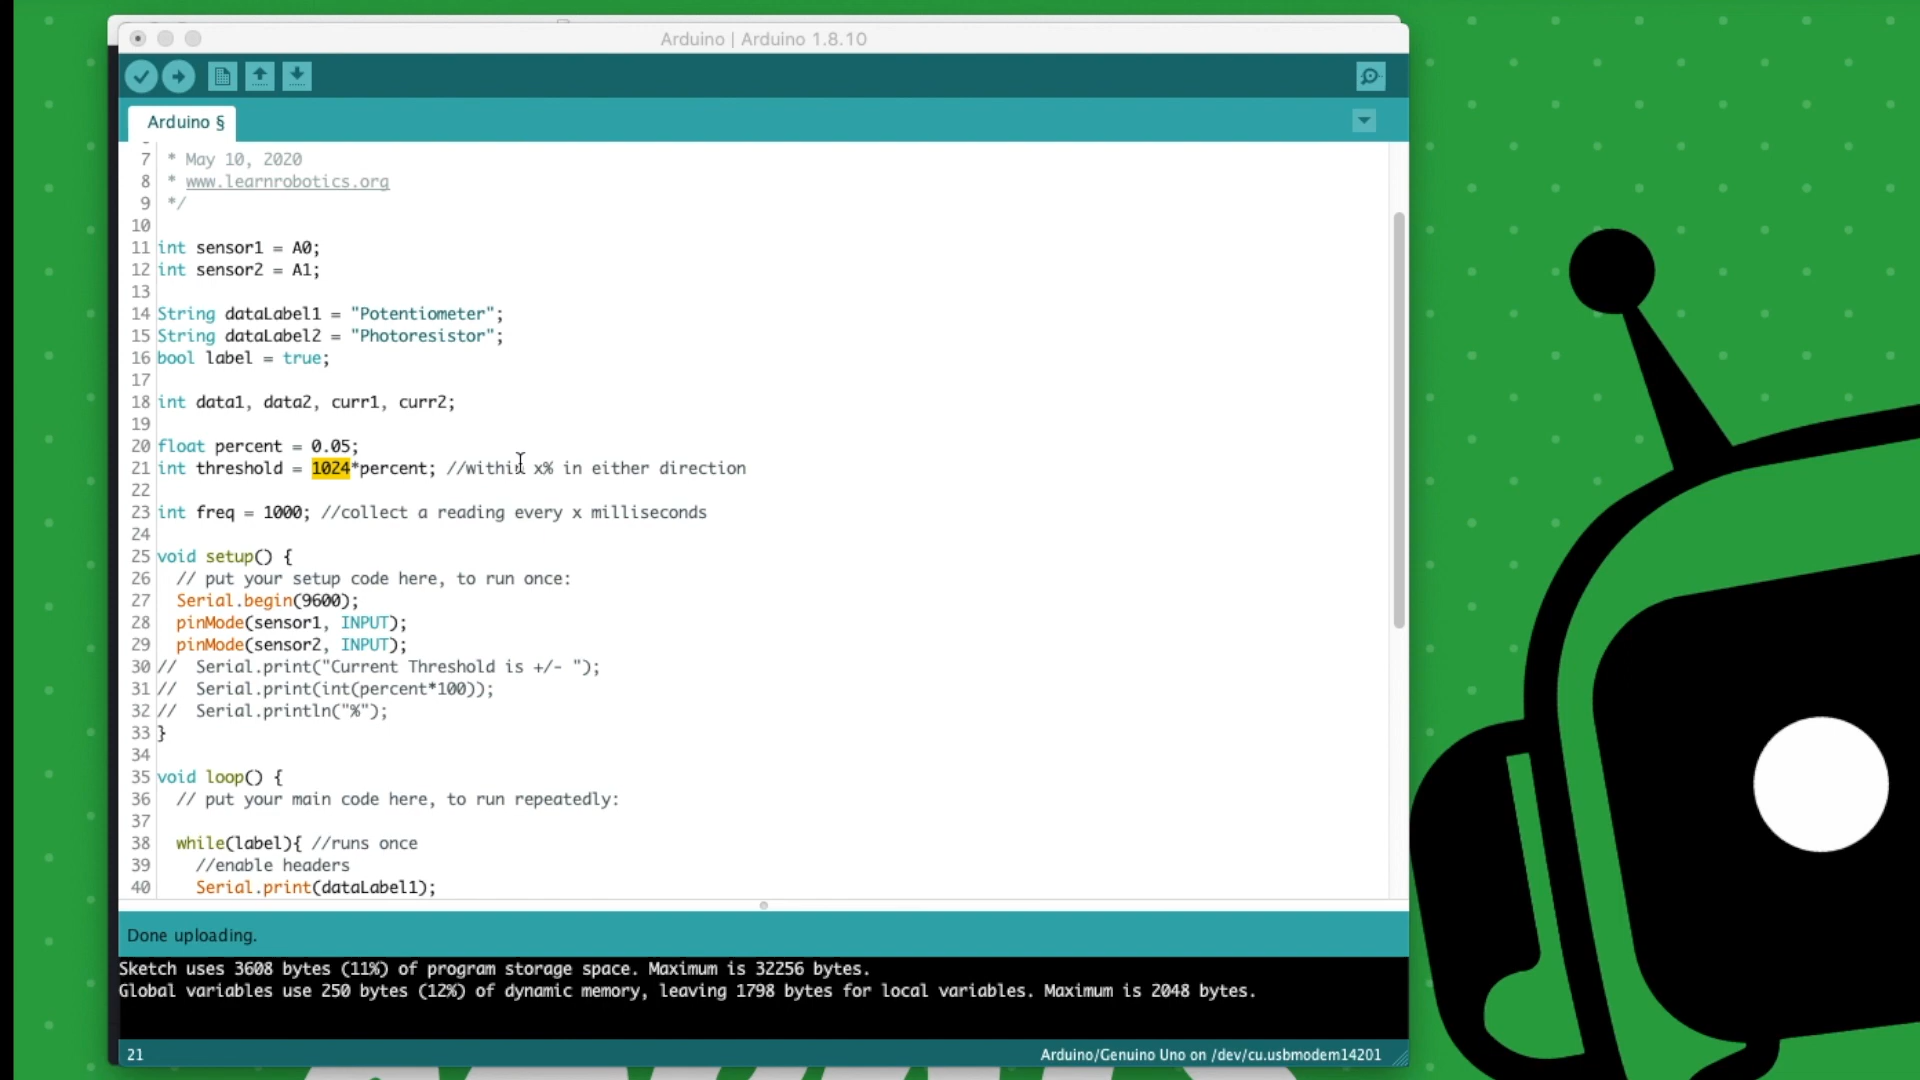 Arduino | Arduino 1.8.10
Arduino §
7 * May 10, 2020
8 * www.learnrobotics.org
9 */
10
11 int sensor1 = A0;
12 int sensor2 = A1;
13
14 String dataLabel1 = "Potentiometer";
15 String dataLabel2 = "Photoresistor";
16 bool label = true;
17
18 int data1, data2, curr1, curr2;
19
20 float percent = 0.05;
21 int threshold = 1024*percent; //within x% in either direction
22
23 int freq = 1000; //collect a reading every x milliseconds
24
25 void setup() {
26 // put your setup code here, to run once:
27 Serial.begin(9600);
28 pinMode(sensor1, INPUT);
29 pinMode(sensor2, INPUT);
30 // Serial.print("Current Threshold is +/- ");
31 // Serial.print(int(percent*100));
32 // Serial.println("%");
33 }
34
35 void loop() {
36 // put your main code here, to run repeatedly:
37
38 while(label){ //runs once
39 //enable headers
40 Serial.print(dataLabel1);
Done uploading.
Sketch uses 3608 bytes (11%) of program storage space. Maximum is 32256 bytes.
Global variables use 250 bytes (12%) of dynamic memory, leaving 1798 bytes for local variables. Maximum is 2048 bytes.
21
Arduino/Genuino Uno on /dev/cu.usbmodem14201